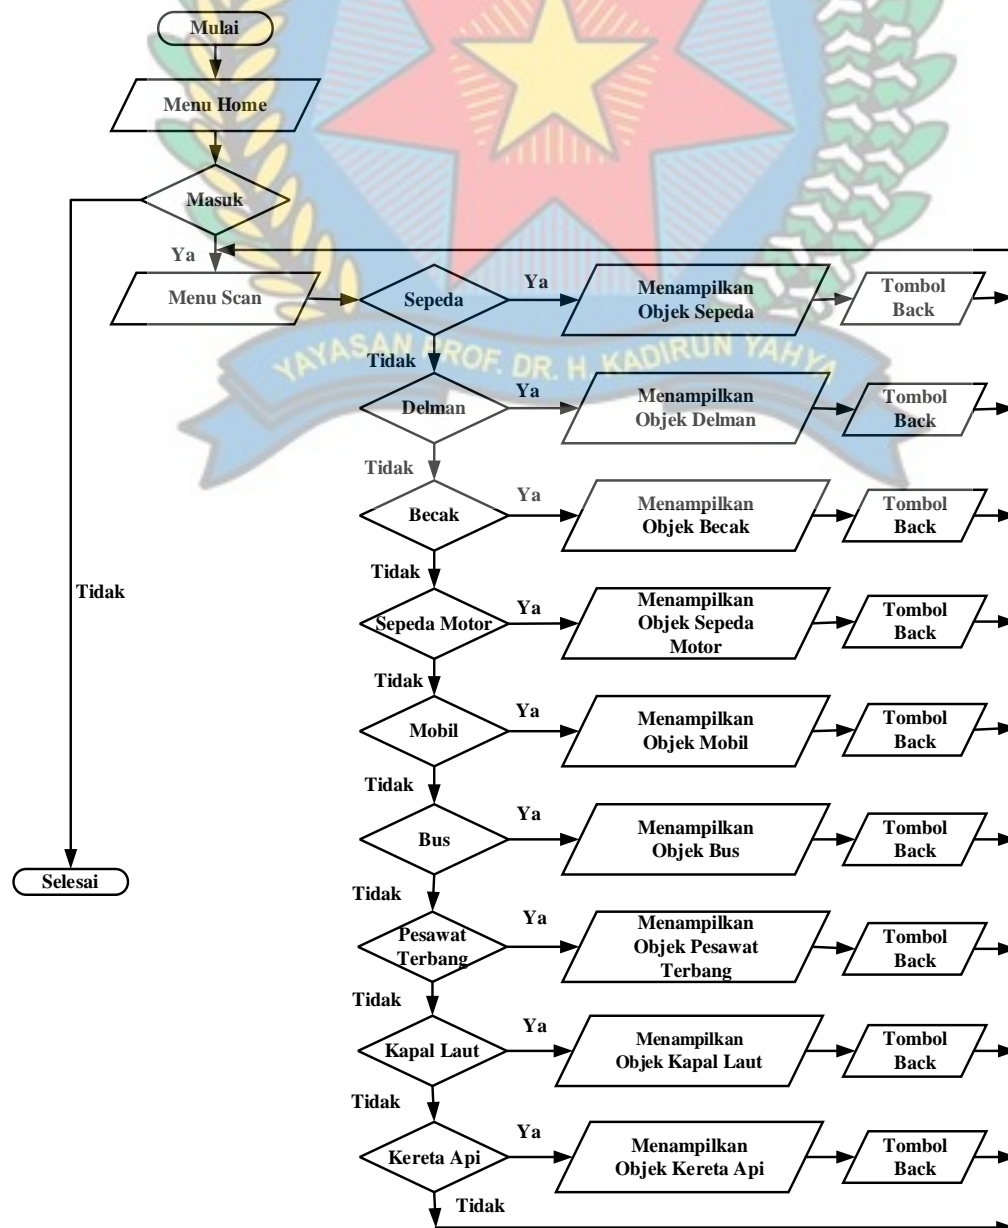 Mulai
Menu Home
Masuk
Ya
Menu Scan
Sepeda
Ya
Menampilkan
Objek Sepeda
Tombol
Back
Tidak
YAYASAN PROF. DR. H. KADIRUN YAHYA
Delman
Ya
Menampilkan
Objek Delman
Tombol
Back
Tidak
Becak
Ya
Menampilkan
Objek Becak
Tombol
Back
Tidak
Tidak
Sepeda Motor
Ya
Menampilkan
Objek Sepeda
Motor
Tombol
Back
Tidak
Mobil
Ya
Menampilkan
Objek Mobil
Tombol
Back
Tidak
Bus
Ya
Menampilkan
Objek Bus
Tombol
Back
Selesai
Tidak
Pesawat
Terbang
Ya
Menampilkan
Objek Pesawat
Terbang
Tombol
Back
Tidak
Kapal Laut
Ya
Menampilkan
Objek Kapal Laut
Tombol
Back
Tidak
Kereta Api
Ya
Menampilkan
Objek Kereta Api
Tombol
Back
Tidak